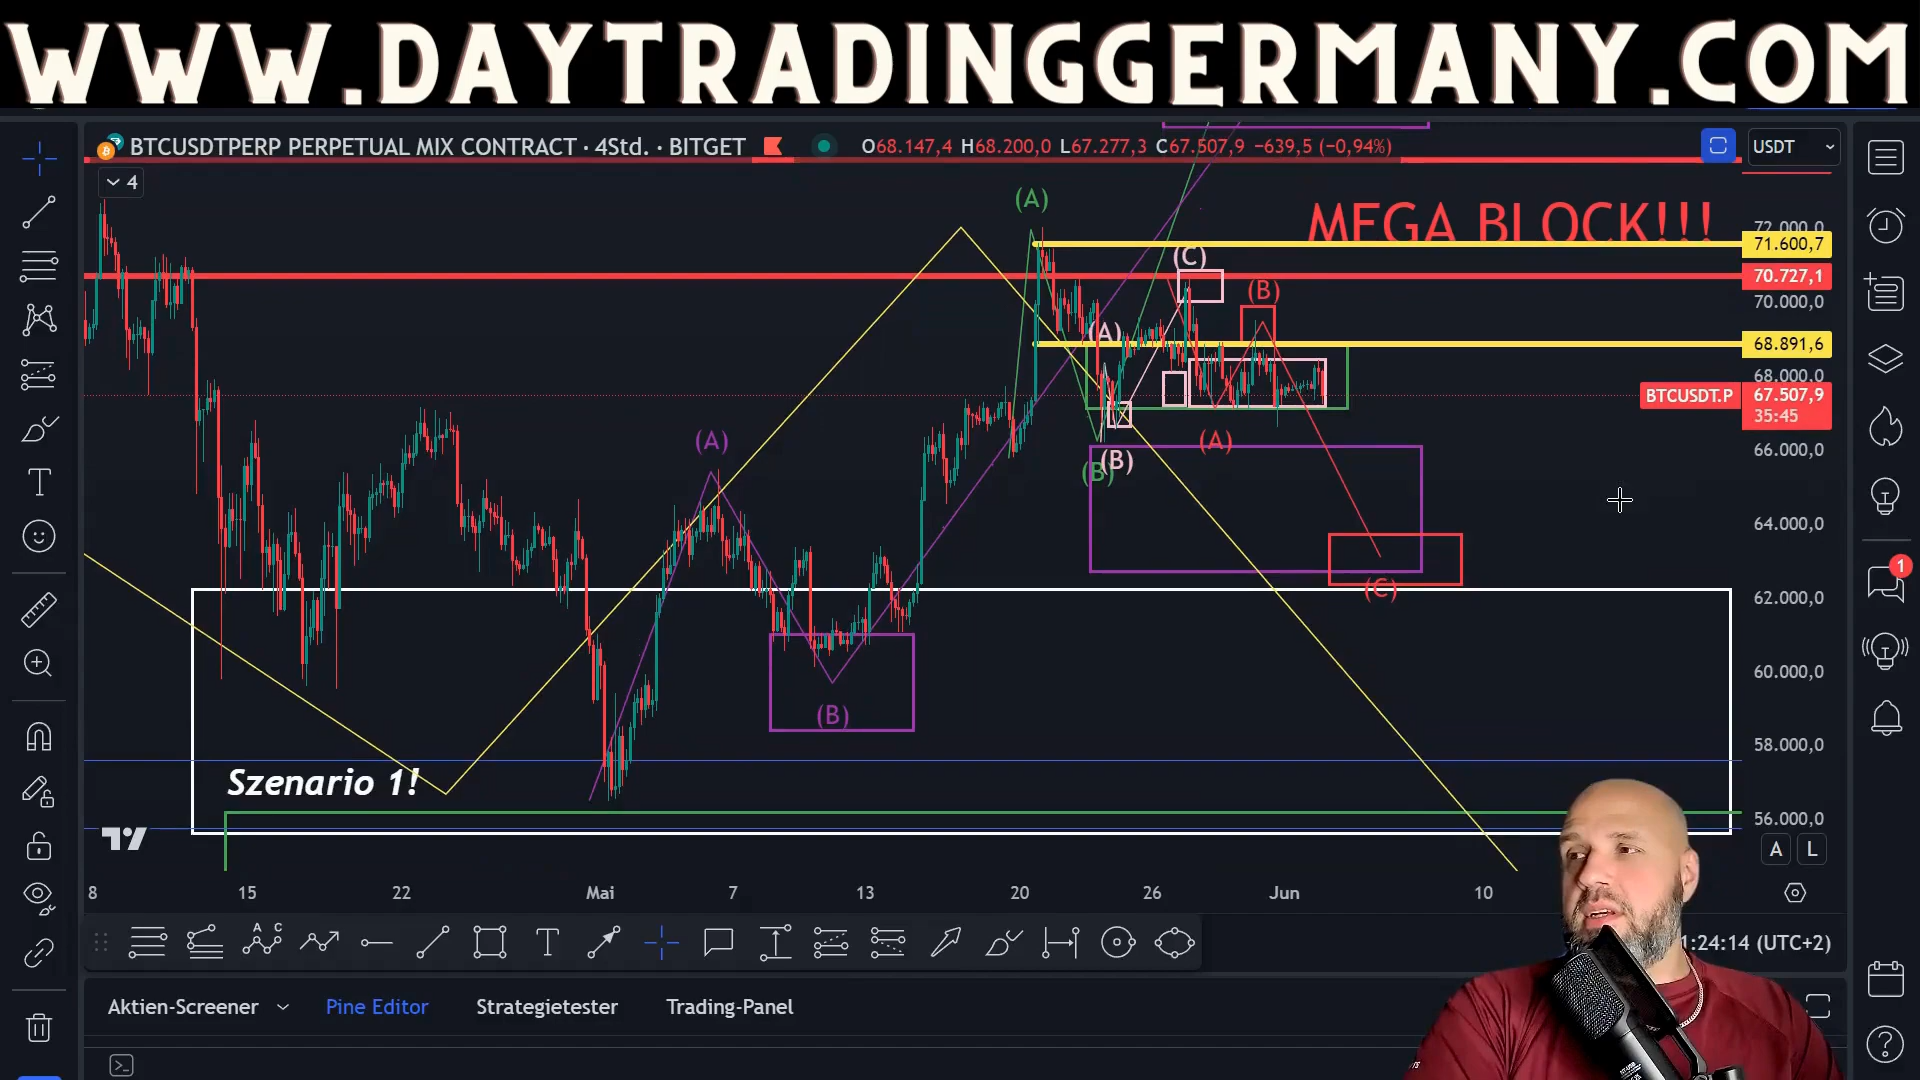 WWW.DAYTRADINGGERMANY.COM
BTCUSDTPERP PERPETUAL MIX CONTRACT · 4Std. · BITGET
O68.147,4 H68.200,0 L67.277,3 C67.507,9 −639,5 (−0,94%)
USDT
4
MEGA BLOCK!!!
72.000,0
71.600,7
70.727,1
70.000,0
68.891,6
68.000,0
BTCUSDT.P
67.507,9
35:45
66.000,0
64.000,0
62.000,0
60.000,0
58.000,0
56.000,0
(A)
(C)
(B)
(A)
(A)
(A)
(B)
(B)
(C)
(B)
Szenario 1!
A
L
8
15
22
Mai
7
13
20
26
Jun
10
A C
B
1:24:14 (UTC+2)
Aktien-Screener
Pine Editor
Strategietester
Trading-Panel
1